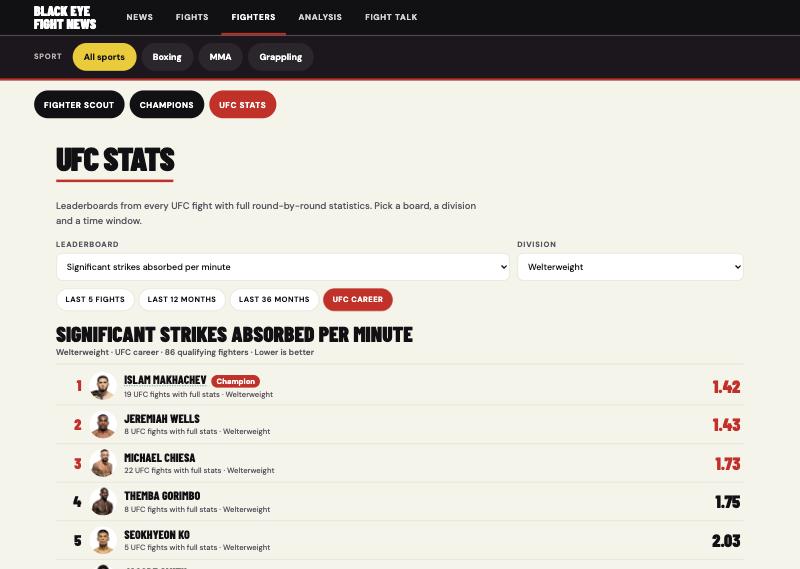 BLACK EYE
FIGHT NEWS
NEWS FIGHTS FIGHTERS ANALYSIS FIGHT TALK
SPORT All sports Boxing MMA Grappling
FIGHTER SCOUT CHAMPIONS UFC STATS
UFC STATS
Leaderboards from every UFC fight with full round-by-round statistics. Pick a board, a division
and a time window.
LEADERBOARD DIVISION
Significant strikes absorbed per minute Welterweight
LAST 5 FIGHTS LAST 12 MONTHS LAST 36 MONTHS UFC CAREER
SIGNIFICANT STRIKES ABSORBED PER MINUTE
Welterweight · UFC career · 86 qualifying fighters · Lower is better
1 ISLAM MAKHACHEV Champion 1.42
19 UFC fights with full stats · Welterweight
2 JEREMIAH WELLS 1.43
8 UFC fights with full stats · Welterweight
3 MICHAEL CHIESA 1.73
22 UFC fights with full stats · Welterweight
4 THEMBA GORIMBO 1.75
8 UFC fights with full stats · Welterweight
5 SEOKHYEON KO 2.03
5 UFC fights with full stats · Welterweight